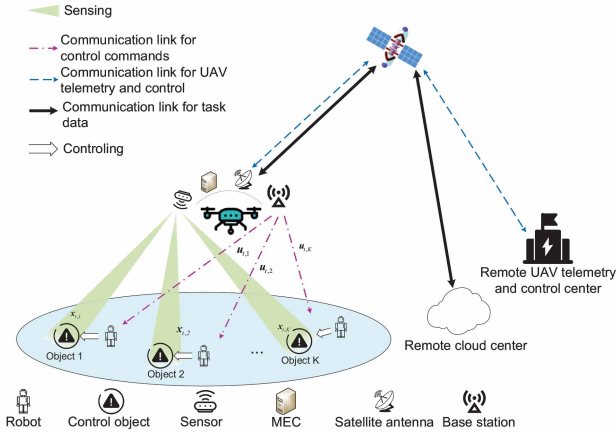 Sensing
Communication link for
control commands
Communication link for UAV
telemetry and control
Communication link for task
data
Controling
u_{t,1}
u_{t,2}
u_{t,K}
Remote UAV telemetry
and control center
Remote cloud center
x_{t,1}
x_{t,2}
x_{t,K}
Object 1
Object 2
...
Object K
Robot
Control object
Sensor
MEC
Satellite antenna
Base station